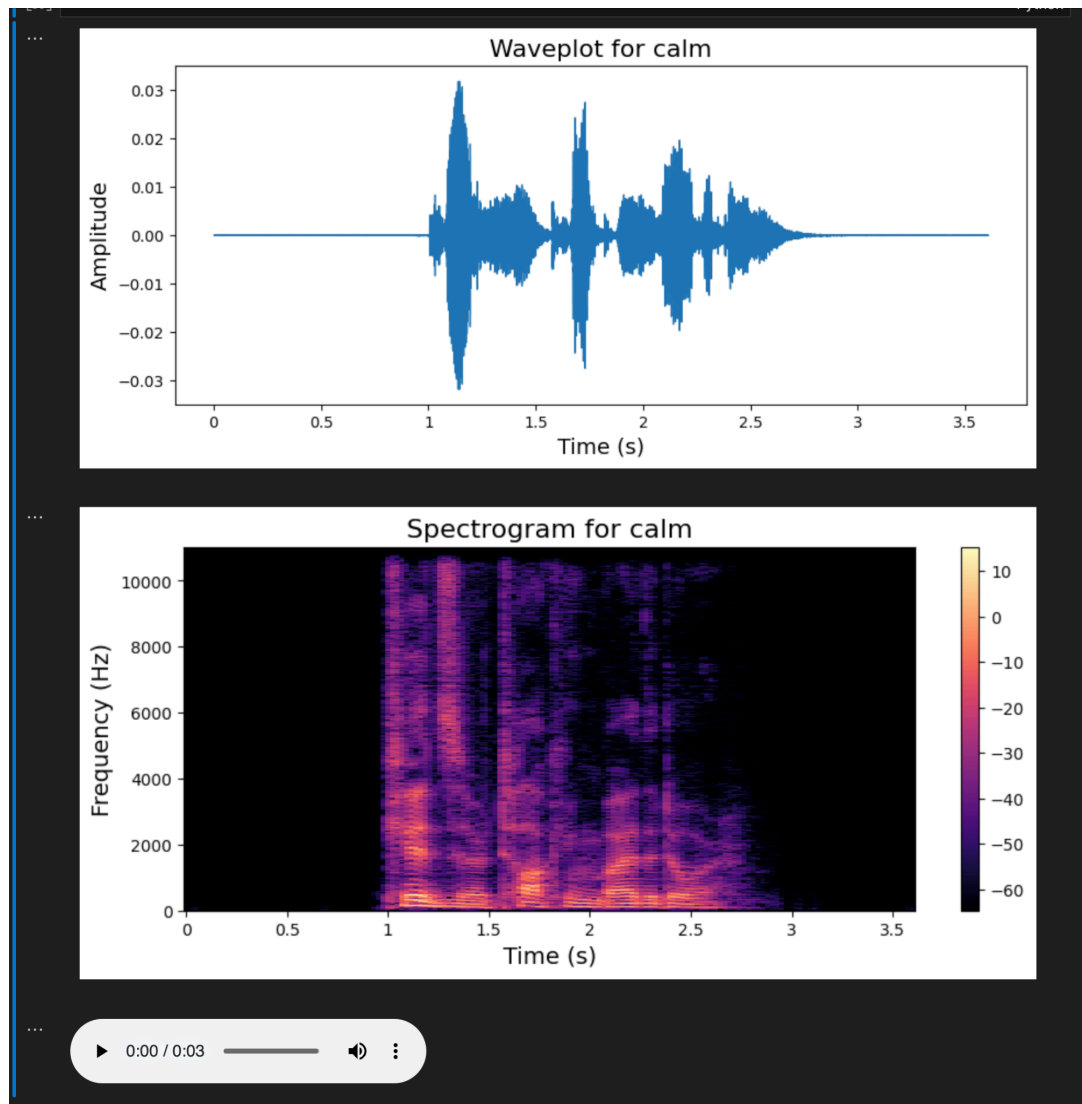 Waveplot for calm
0.03
0.02
0.01
0.00
−0.01
−0.02
−0.03
Amplitude
0 0.5 1 1.5 2 2.5 3 3.5
Time (s)
Spectrogram for calm
10000
8000
6000
4000
2000
0
Frequency (Hz)
0 0.5 1 1.5 2 2.5 3 3.5
Time (s)
10
0
−10
−20
−30
−40
−50
−60
0:00 / 0:03